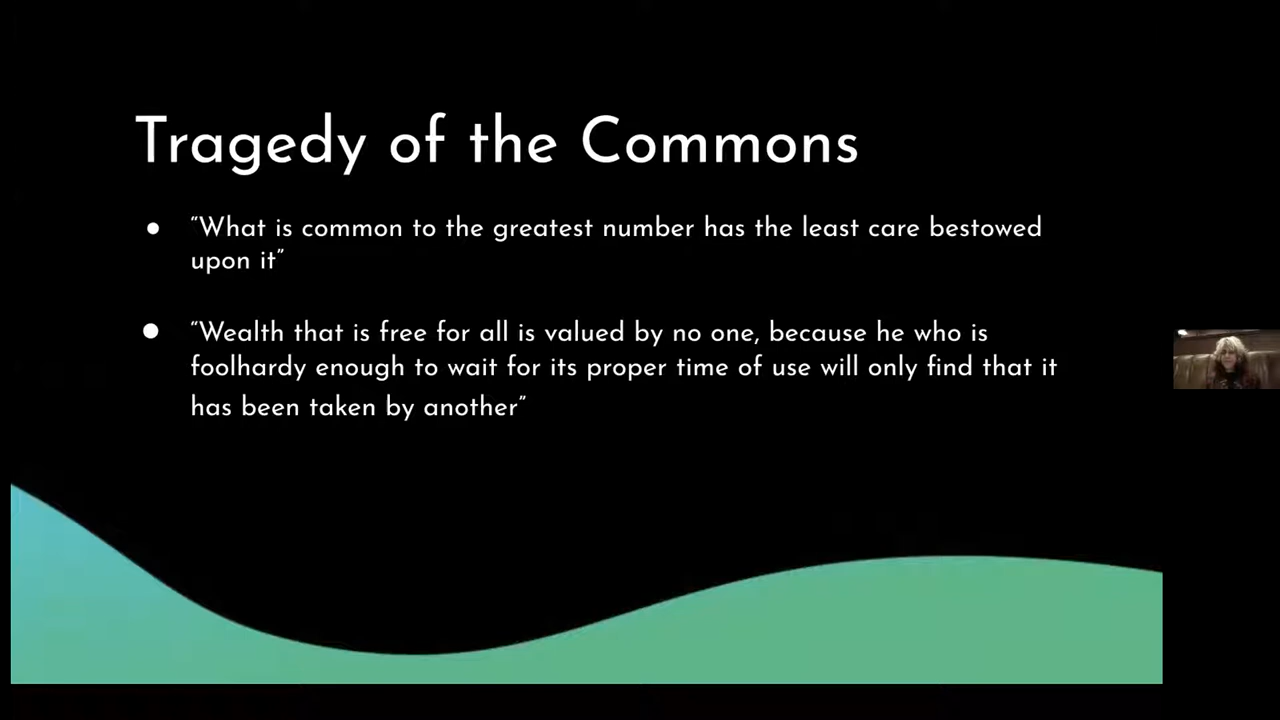 Tragedy of the Commons
● “What is common to the greatest number has the least care bestowed
upon it”
● “Wealth that is free for all is valued by no one, because he who is
foolhardy enough to wait for its proper time of use will only find that it
has been taken by another”